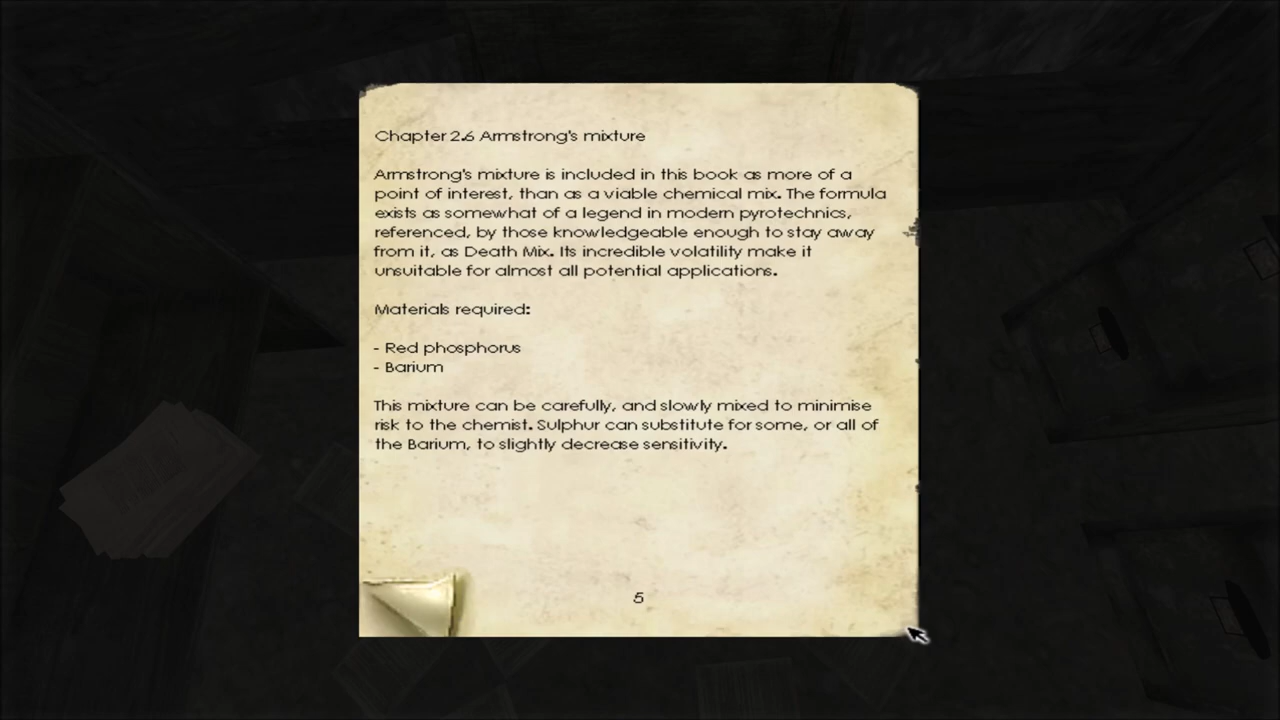 Chapter 2.6 Armstrong's mixture
Armstrong's mixture is included in this book as more of a
point of interest, than as a viable chemical mix. The formula
exists as somewhat of a legend in modern pyrotechnics,
referenced, by those knowledgeable enough to stay away
from it, as Death Mix. Its incredible volatility make it
unsuitable for almost all potential applications.
Materials required:
- Red phosphorus
- Barium
This mixture can be carefully, and slowly mixed to minimise
risk to the chemist. Sulphur can substitute for some, or all of
the Barium, to slightly decrease sensitivity.
5